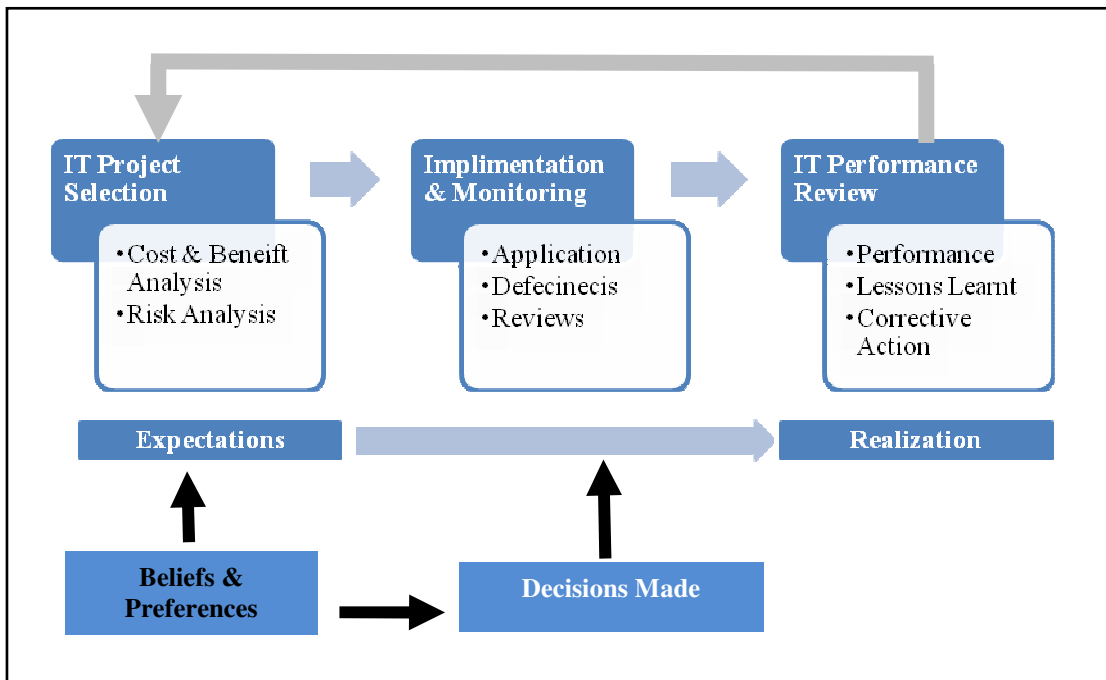 IT Project
Selection
• Cost & Beneift
Analysis
• Risk Analysis
Implimentation
& Monitoring
• Application
• Defecinecis
• Reviews
IT Performance
Review
• Performance
• Lessons Learnt
• Corrective
Action
Expectations
Realization
Beliefs &
Preferences
Decisions Made